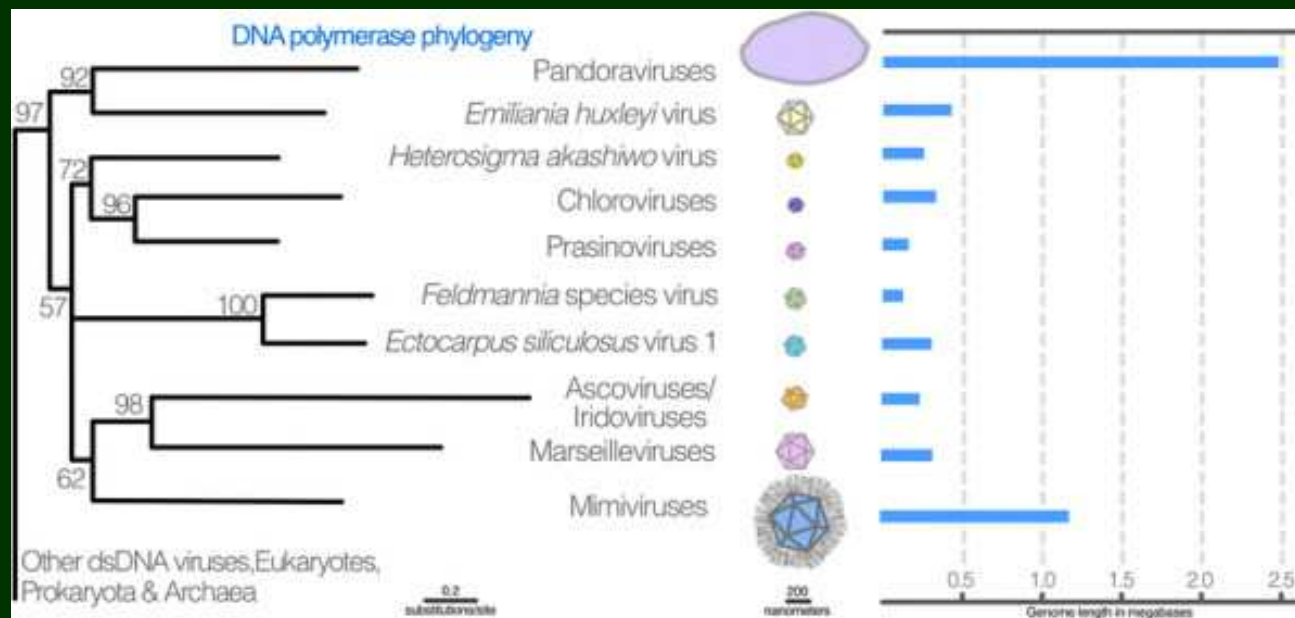 DNA polymerase phylogeny
92
Pandoraviruses
97
Emiliania huxleyi virus
72
Heterosigma akashiwo virus
96
Chloroviruses
Prasinoviruses
57
100
Feldmannia species virus
Ectocarpus siliculosus virus 1
98
Ascoviruses/
Iridoviruses
Marseilleviruses
62
Mimiviruses
Other dsDNA viruses,Eukaryotes,
Prokaryota & Archaea
0.2
substitutions/site
200
nanometers
0.5 1.0 1.5 2.0 2.5
Genome length in megabases